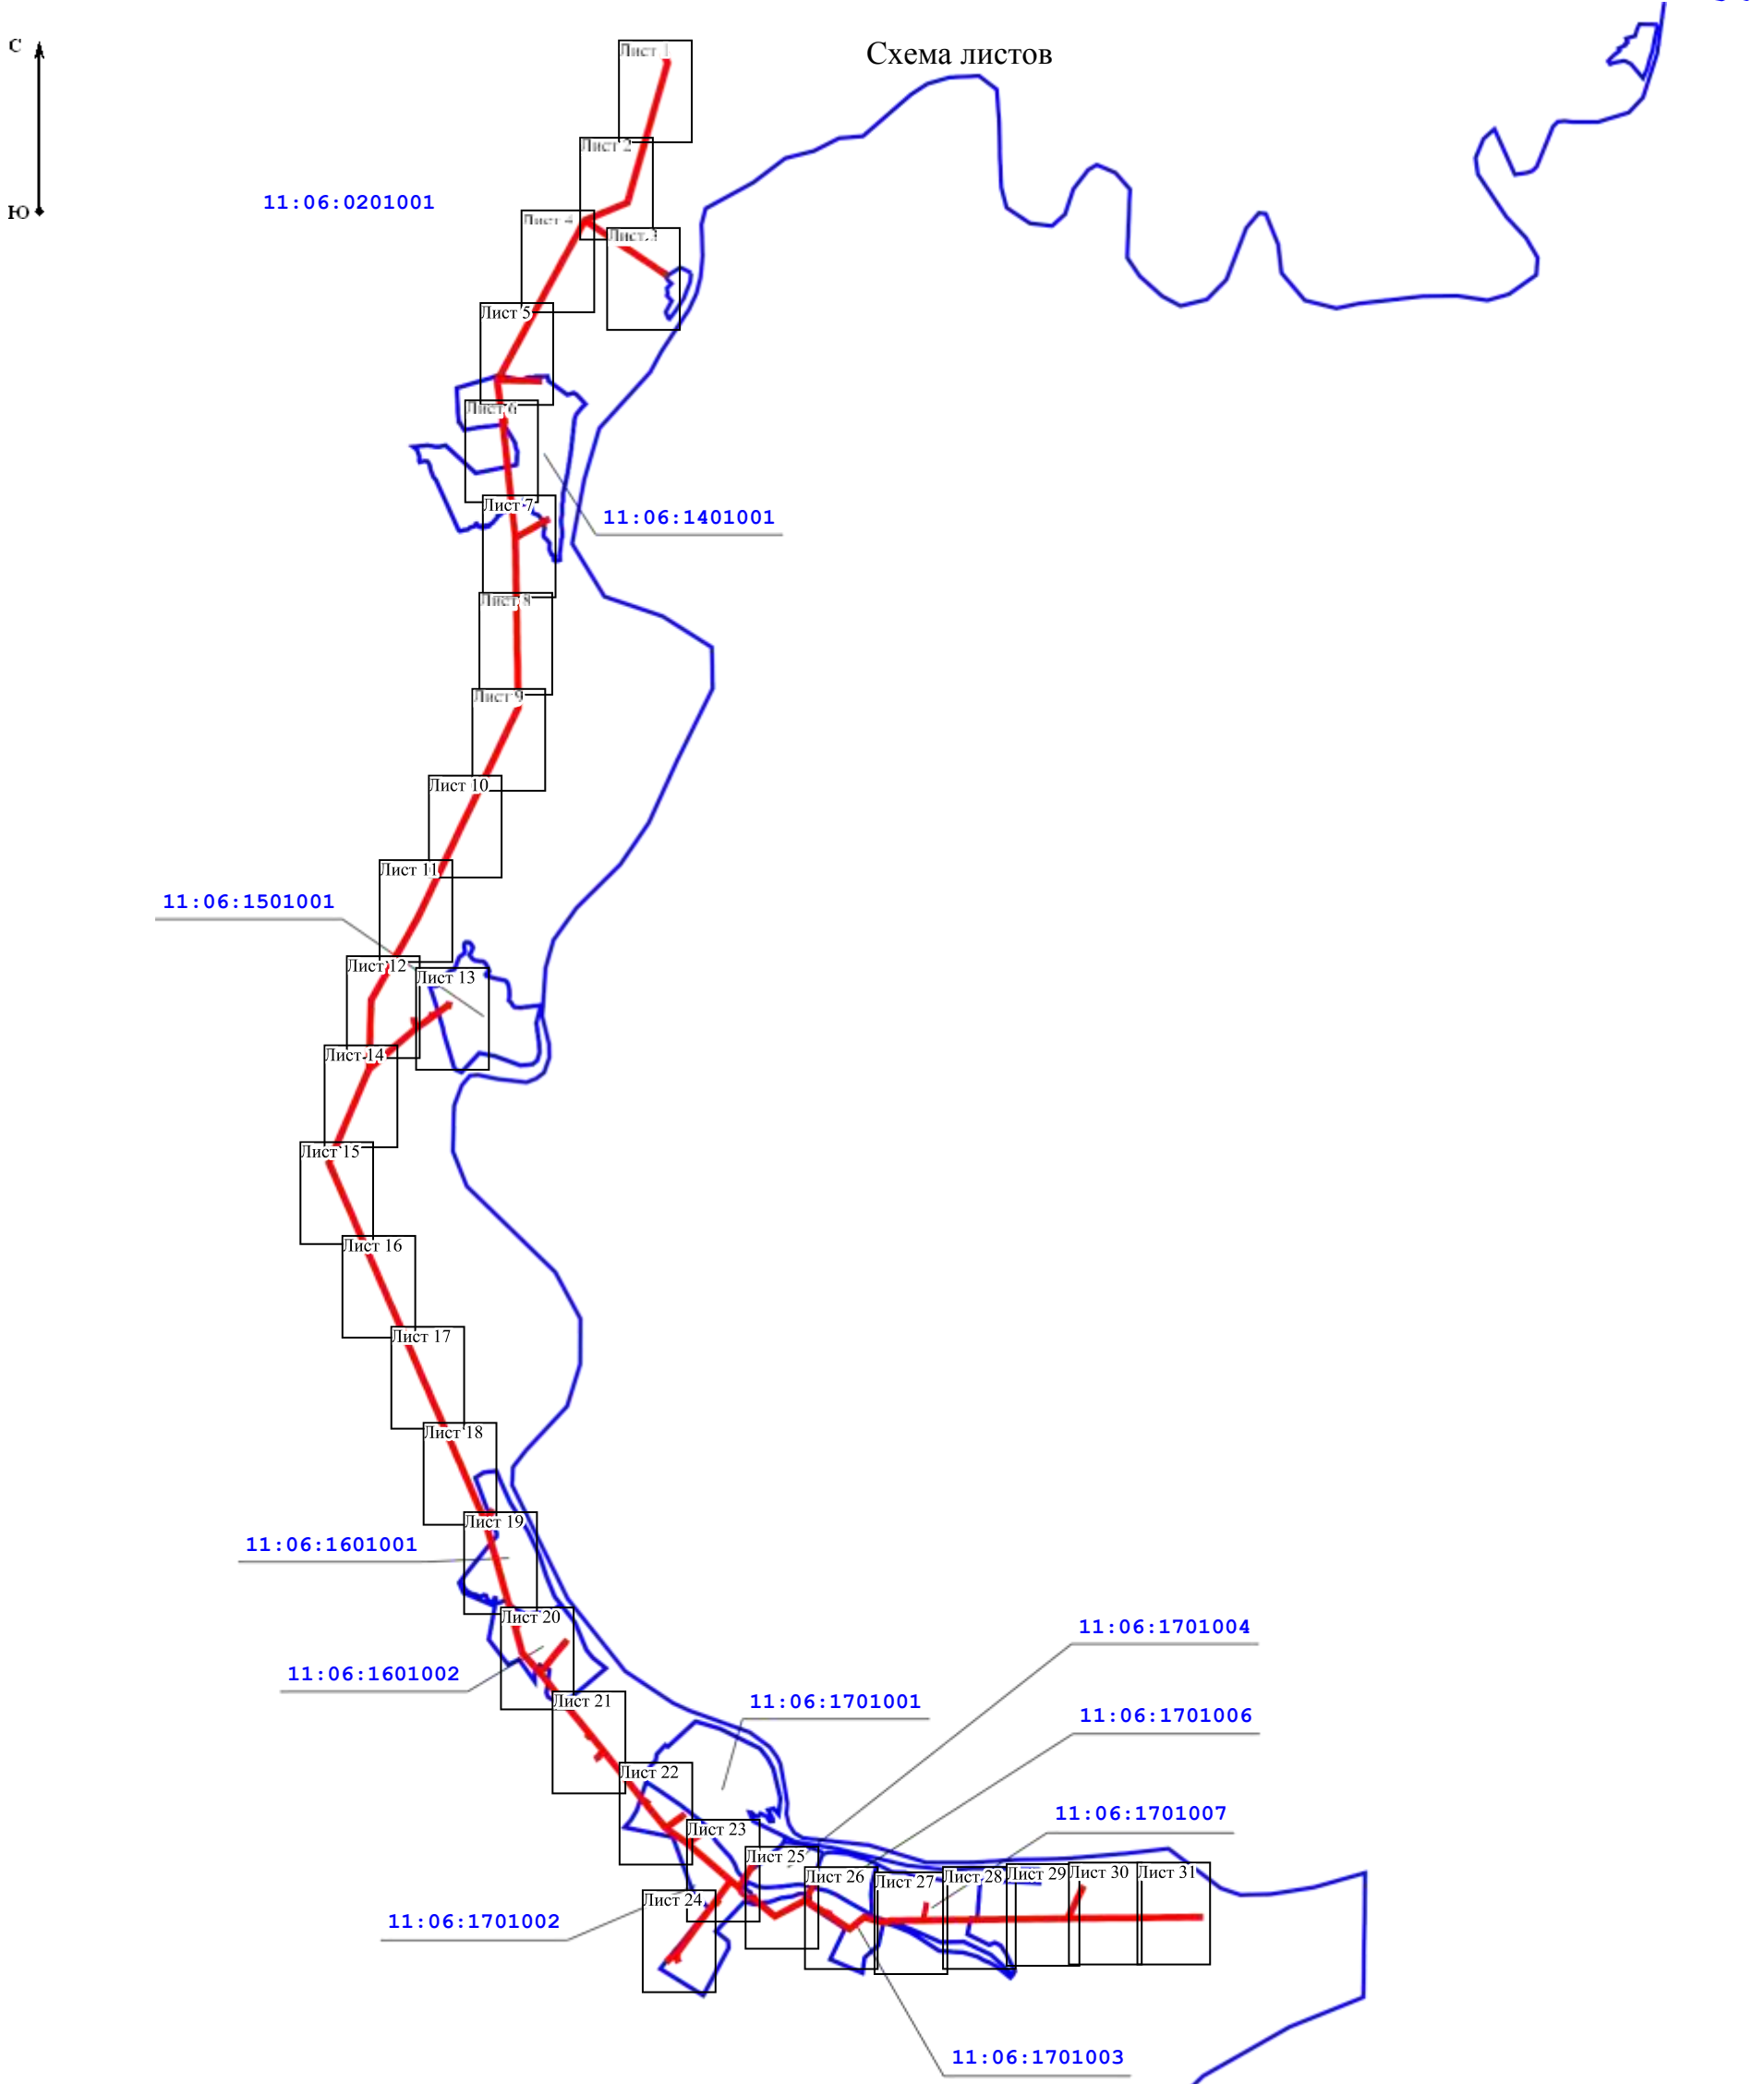 Схема листов
С
Ю
Лист 1
Лист 2
11:06:0201001
Лист 4
Лист 3
Лист 5
Лист 6
Лист 7
11:06:1401001
Лист 8
Лист 9
Лист 10
Лист 11
11:06:1501001
Лист 12
Лист 13
Лист 14
Лист 15
Лист 16
Лист 17
Лист 18
Лист 19
11:06:1601001
Лист 20
11:06:1701004
11:06:1601002
Лист 21
11:06:1701001
11:06:1701006
Лист 22
11:06:1701007
Лист 23
Лист 25
Лист 26
Лист 27
Лист 28
Лист 29
Лист 30
Лист 31
Лист 24
11:06:1701002
11:06:1701003